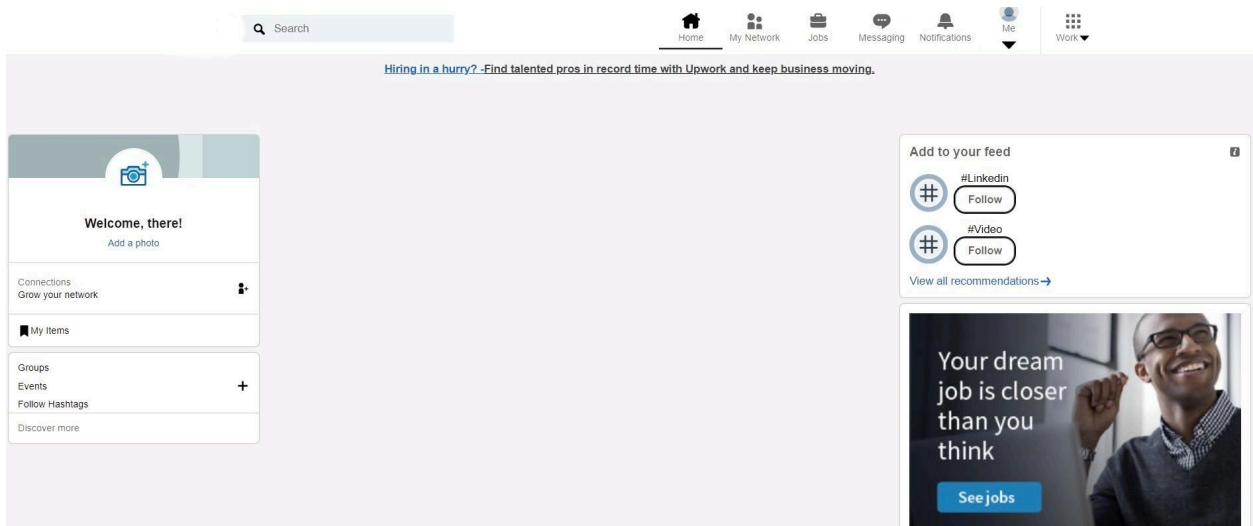 Search
Home
My Network
Jobs
Messaging
Notifications
Me
Work
Hiring in a hurry? -Find talented pros in record time with Upwork and keep business moving.
Welcome, there!
Add a photo
Connections
Grow your network
My Items
Groups
Events
Follow Hashtags
Discover more
Add to your feed
#Linkedin
Follow
#Video
Follow
View all recommendations
Your dream
job is closer
than you
think
See jobs